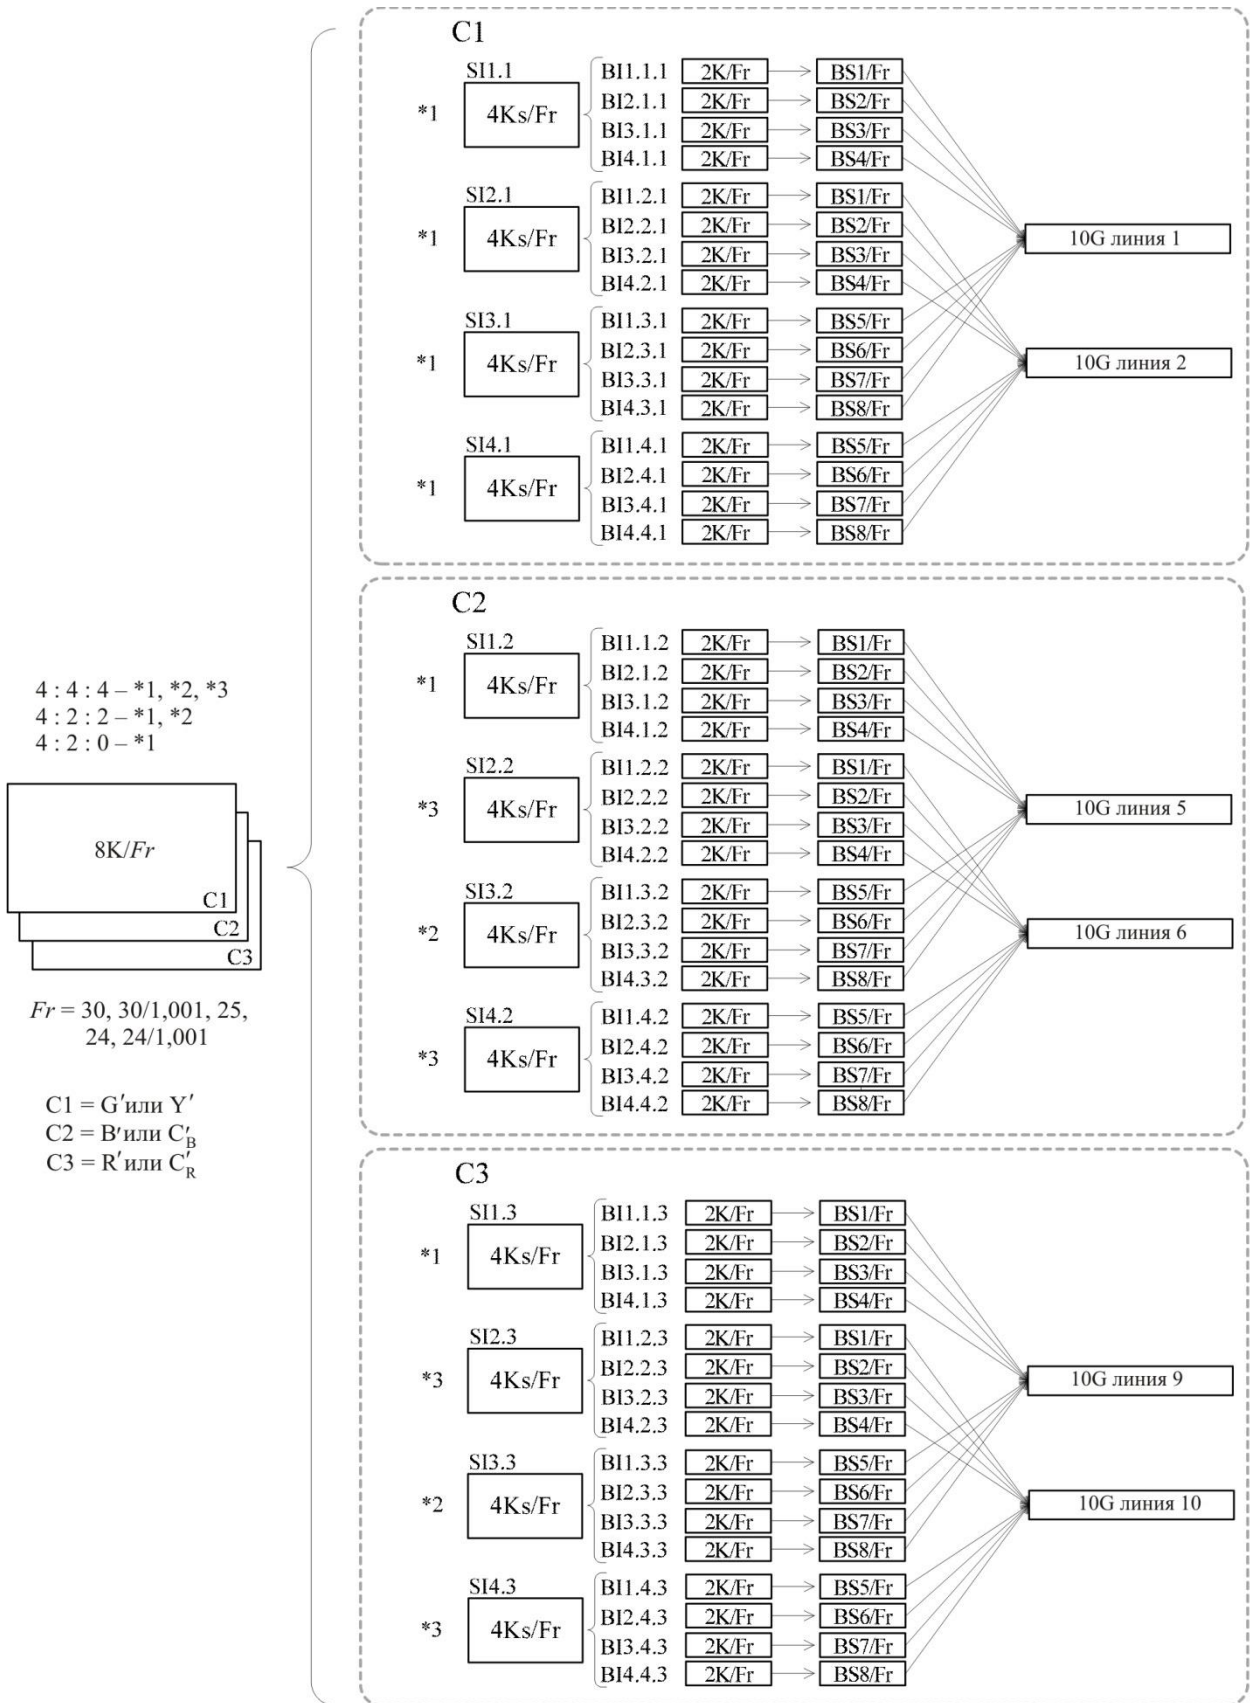 4 : 4 : 4 – *1, *2, *3
4 : 2 : 2 – *1, *2
4 : 2 : 0 – *1
8K/Fr
C1
C2
C3
Fr = 30, 30/1,001, 25,
24, 24/1,001
C1 = G′или Y′
C2 = B′или C′B
C3 = R′или C′R
C1
SI1.1
*1 4Ks/Fr
BI1.1.1 2K/Fr BS1/Fr
BI2.1.1 2K/Fr BS2/Fr
BI3.1.1 2K/Fr BS3/Fr
BI4.1.1 2K/Fr BS4/Fr
SI2.1
*1 4Ks/Fr
BI1.2.1 2K/Fr BS1/Fr
BI2.2.1 2K/Fr BS2/Fr
BI3.2.1 2K/Fr BS3/Fr
BI4.2.1 2K/Fr BS4/Fr
SI3.1
*1 4Ks/Fr
BI1.3.1 2K/Fr BS5/Fr
BI2.3.1 2K/Fr BS6/Fr
BI3.3.1 2K/Fr BS7/Fr
BI4.3.1 2K/Fr BS8/Fr
SI4.1
*1 4Ks/Fr
BI1.4.1 2K/Fr BS5/Fr
BI2.4.1 2K/Fr BS6/Fr
BI3.4.1 2K/Fr BS7/Fr
BI4.4.1 2K/Fr BS8/Fr
10G линия 1
10G линия 2
C2
SI1.2
*1 4Ks/Fr
BI1.1.2 2K/Fr BS1/Fr
BI2.1.2 2K/Fr BS2/Fr
BI3.1.2 2K/Fr BS3/Fr
BI4.1.2 2K/Fr BS4/Fr
SI2.2
*3 4Ks/Fr
BI1.2.2 2K/Fr BS1/Fr
BI2.2.2 2K/Fr BS2/Fr
BI3.2.2 2K/Fr BS3/Fr
BI4.2.2 2K/Fr BS4/Fr
SI3.2
*2 4Ks/Fr
BI1.3.2 2K/Fr BS5/Fr
BI2.3.2 2K/Fr BS6/Fr
BI3.3.2 2K/Fr BS7/Fr
BI4.3.2 2K/Fr BS8/Fr
SI4.2
*3 4Ks/Fr
BI1.4.2 2K/Fr BS5/Fr
BI2.4.2 2K/Fr BS6/Fr
BI3.4.2 2K/Fr BS7/Fr
BI4.4.2 2K/Fr BS8/Fr
10G линия 5
10G линия 6
C3
SI1.3
*1 4Ks/Fr
BI1.1.3 2K/Fr BS1/Fr
BI2.1.3 2K/Fr BS2/Fr
BI3.1.3 2K/Fr BS3/Fr
BI4.1.3 2K/Fr BS4/Fr
SI2.3
*3 4Ks/Fr
BI1.2.3 2K/Fr BS1/Fr
BI2.2.3 2K/Fr BS2/Fr
BI3.2.3 2K/Fr BS3/Fr
BI4.2.3 2K/Fr BS4/Fr
SI3.3
*2 4Ks/Fr
BI1.3.3 2K/Fr BS5/Fr
BI2.3.3 2K/Fr BS6/Fr
BI3.3.3 2K/Fr BS7/Fr
BI4.3.3 2K/Fr BS8/Fr
SI4.3
*3 4Ks/Fr
BI1.4.3 2K/Fr BS5/Fr
BI2.4.3 2K/Fr BS6/Fr
BI3.4.3 2K/Fr BS7/Fr
BI4.4.3 2K/Fr BS8/Fr
10G линия 9
10G линия 10